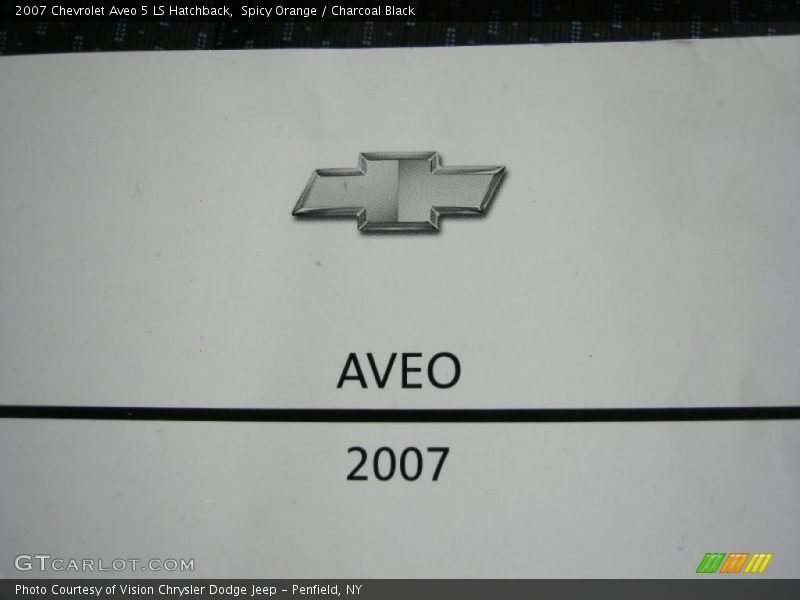 2007 Chevrolet Aveo 5 LS Hatchback,  Spicy Orange / Charcoal Black
AVEO
2007
GTCARLOT.COM
Photo Courtesy of Vision Chrysler Dodge Jeep - Penfield, NY